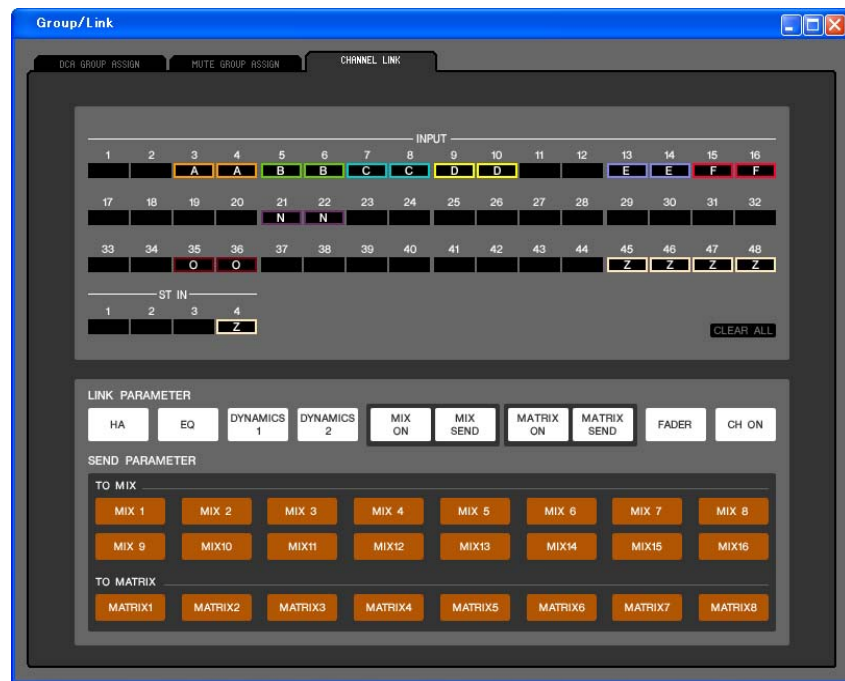 Group/Link
DCA GROUP ASSIGN MUTE GROUP ASSIGN CHANNEL LINK
INPUT
1 2 3 4 5 6 7 8 9 10 11 12 13 14 15 16
A A B B C C D D E E F F
17 18 19 20 21 22 23 24 25 26 27 28 29 30 31 32
N N
33 34 35 36 37 38 39 40 41 42 43 44 45 46 47 48
O O Z Z Z Z
ST IN
1 2 3 4
Z
CLEAR ALL
LINK PARAMETER
HA EQ DYNAMICS 1 DYNAMICS 2 MIX ON MIX SEND MATRIX ON MATRIX SEND FADER CH ON
SEND PARAMETER
TO MIX
MIX 1 MIX 2 MIX 3 MIX 4 MIX 5 MIX 6 MIX 7 MIX 8
MIX 9 MIX10 MIX11 MIX12 MIX13 MIX14 MIX15 MIX16
TO MATRIX
MATRIX1 MATRIX2 MATRIX3 MATRIX4 MATRIX5 MATRIX6 MATRIX7 MATRIX8